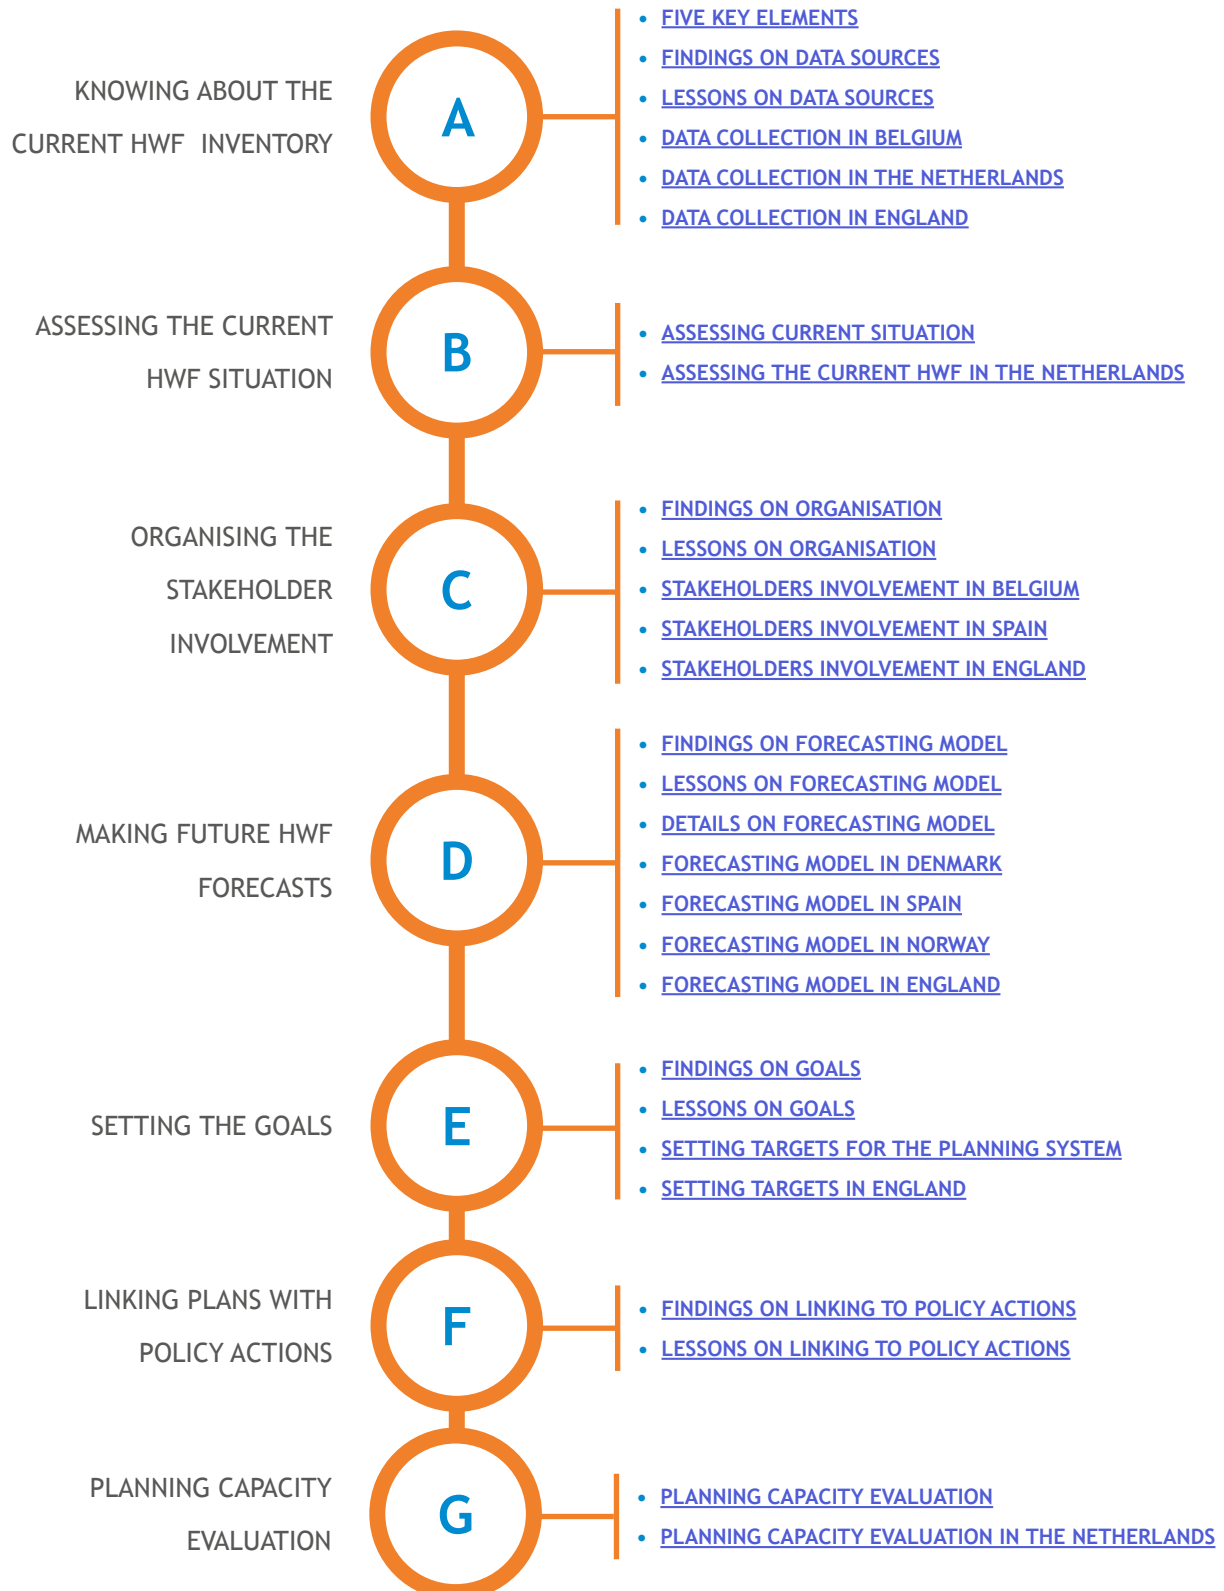 KNOWING ABOUT THE
CURRENT HWF INVENTORY
A
• FIVE KEY ELEMENTS
• FINDINGS ON DATA SOURCES
• LESSONS ON DATA SOURCES
• DATA COLLECTION IN BELGIUM
• DATA COLLECTION IN THE NETHERLANDS
• DATA COLLECTION IN ENGLAND
ASSESSING THE CURRENT
HWF SITUATION
B
• ASSESSING CURRENT SITUATION
• ASSESSING THE CURRENT HWF IN THE NETHERLANDS
ORGANISING THE
STAKEHOLDER
INVOLVEMENT
C
• FINDINGS ON ORGANISATION
• LESSONS ON ORGANISATION
• STAKEHOLDERS INVOLVEMENT IN BELGIUM
• STAKEHOLDERS INVOLVEMENT IN SPAIN
• STAKEHOLDERS INVOLVEMENT IN ENGLAND
MAKING FUTURE HWF
FORECASTS
D
• FINDINGS ON FORECASTING MODEL
• LESSONS ON FORECASTING MODEL
• DETAILS ON FORECASTING MODEL
• FORECASTING MODEL IN DENMARK
• FORECASTING MODEL IN SPAIN
• FORECASTING MODEL IN NORWAY
• FORECASTING MODEL IN ENGLAND
SETTING THE GOALS
E
• FINDINGS ON GOALS
• LESSONS ON GOALS
• SETTING TARGETS FOR THE PLANNING SYSTEM
• SETTING TARGETS IN ENGLAND
LINKING PLANS WITH
POLICY ACTIONS
F
• FINDINGS ON LINKING TO POLICY ACTIONS
• LESSONS ON LINKING TO POLICY ACTIONS
PLANNING CAPACITY
EVALUATION
G
• PLANNING CAPACITY EVALUATION
• PLANNING CAPACITY EVALUATION IN THE NETHERLANDS